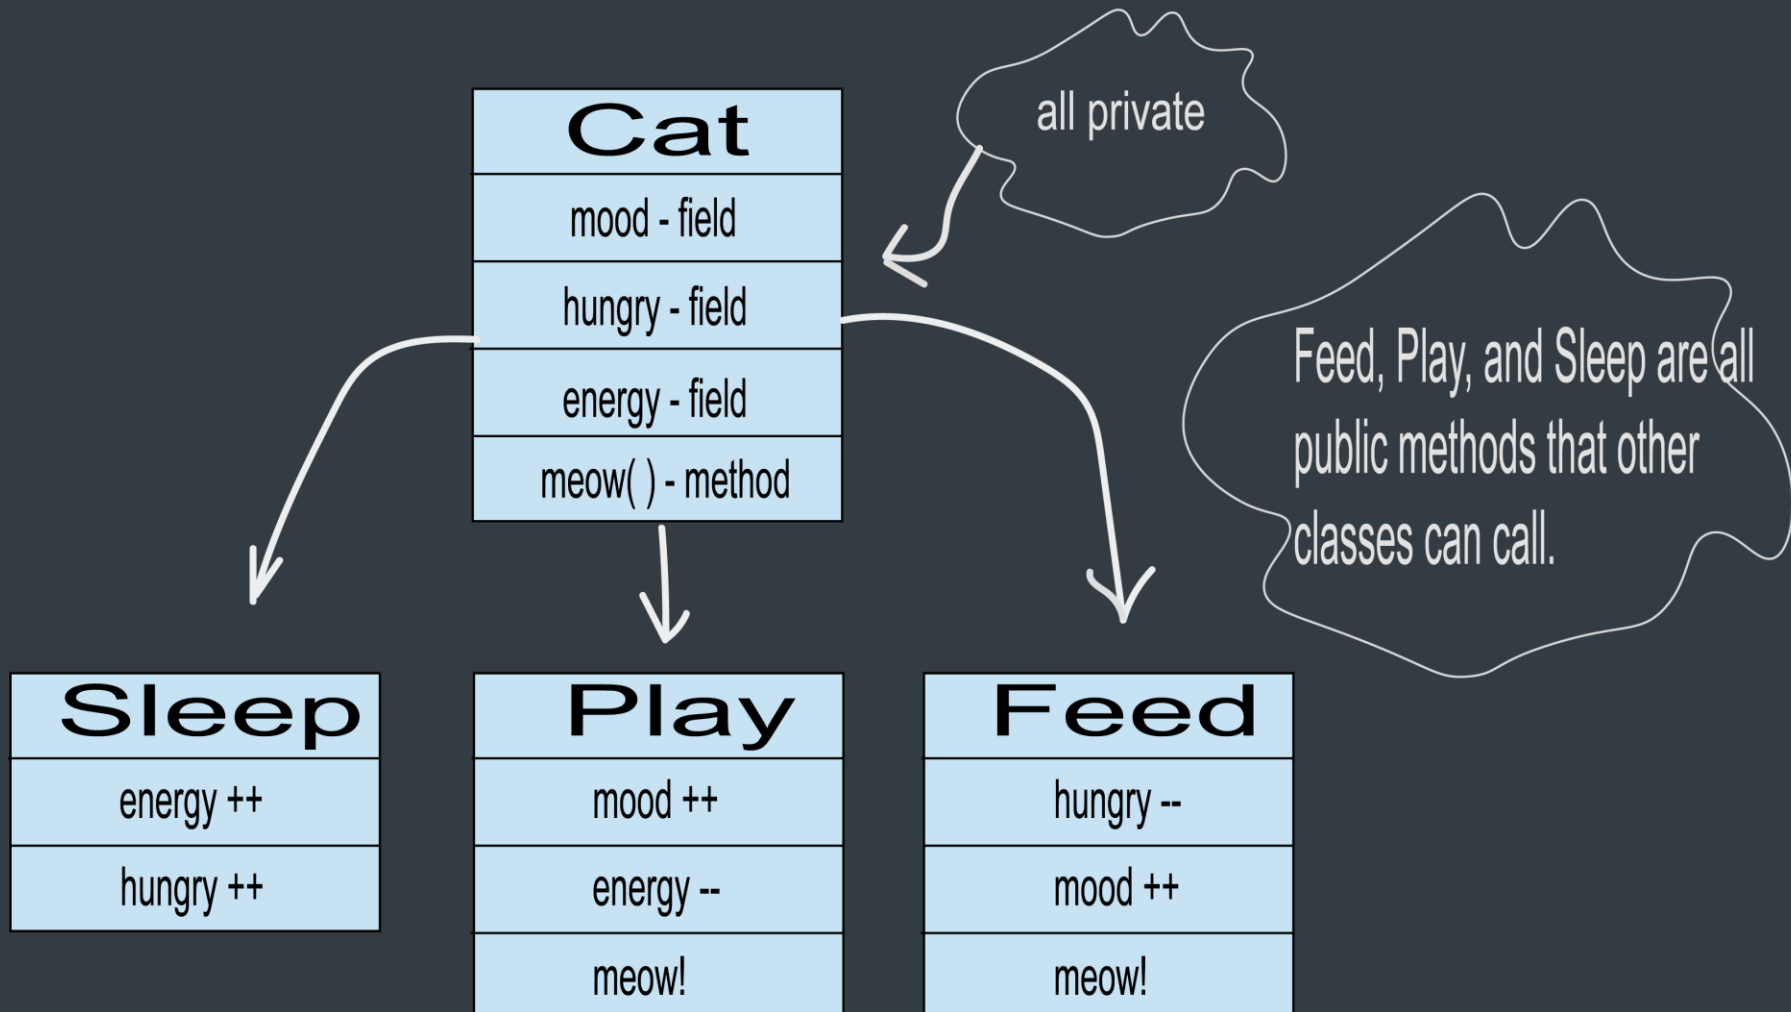 all private
Cat
mood - field
hungry - field
energy - field
meow( ) - method
Feed, Play, and Sleep are all
public methods that other
classes can call.
Sleep
energy ++
hungry ++
Play
mood ++
energy --
meow!
Feed
hungry --
mood ++
meow!